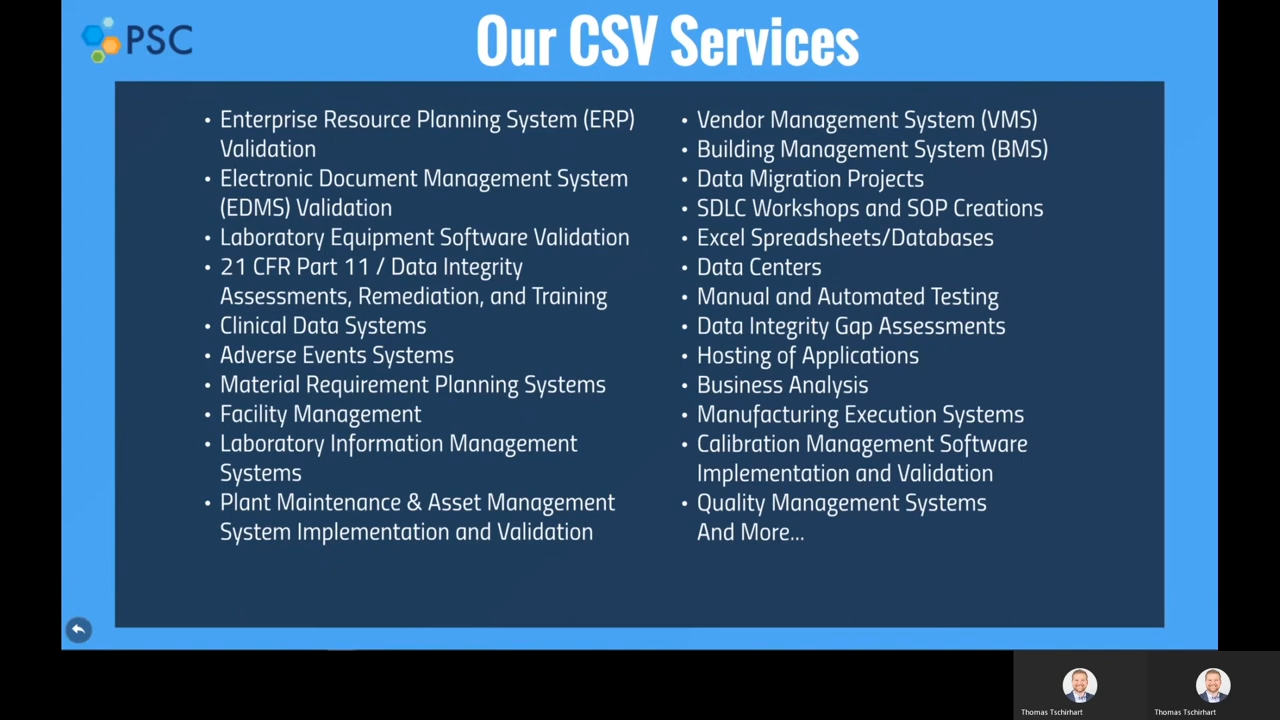 PSC
Our CSV Services
• Enterprise Resource Planning System (ERP)
Validation
• Electronic Document Management System
(EDMS) Validation
• Laboratory Equipment Software Validation
• 21 CFR Part 11 / Data Integrity
Assessments, Remediation, and Training
• Clinical Data Systems
• Adverse Events Systems
• Material Requirement Planning Systems
• Facility Management
• Laboratory Information Management
Systems
• Plant Maintenance & Asset Management
System Implementation and Validation
• Vendor Management System (VMS)
• Building Management System (BMS)
• Data Migration Projects
• SDLC Workshops and SOP Creations
• Excel Spreadsheets/Databases
• Data Centers
• Manual and Automated Testing
• Data Integrity Gap Assessments
• Hosting of Applications
• Business Analysis
• Manufacturing Execution Systems
• Calibration Management Software
Implementation and Validation
• Quality Management Systems
And More...
Thomas Tschirhart
Thomas Tschirhart